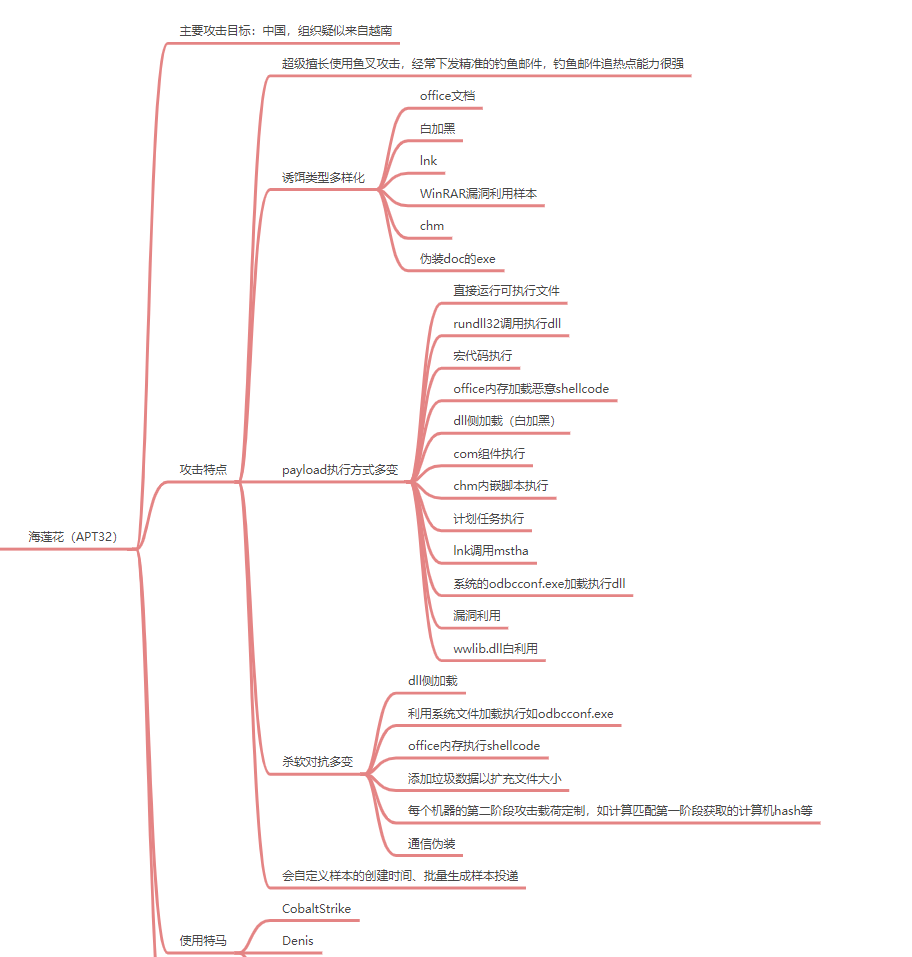 主要攻击目标：中国，组织疑似来自越南
超级擅长使用鱼叉攻击，经常下发精准的钓鱼邮件，钓鱼邮件追热点能力很强
office文档
白加黑
lnk
诱饵类型多样化
WinRAR漏洞利用样本
chm
伪装doc的exe
直接运行可执行文件
rundll32调用执行dll
宏代码执行
office内存加载恶意shellcode
dll侧加载（白加黑）
com组件执行
攻击特点
payload执行方式多变
chm内嵌脚本执行
计划任务执行
海莲花（APT32）
lnk调用mstha
系统的odbcconf.exe加载执行dll
漏洞利用
wwlib.dll白利用
dll侧加载
利用系统文件加载执行如odbcconf.exe
office内存执行shellcode
杀软对抗多变
添加垃圾数据以扩充文件大小
每个机器的第二阶段攻击载荷定制，如计算匹配第一阶段获取的计算机hash等
通信伪装
会自定义样本的创建时间、批量生成样本投递
CobaltStrike
使用特马
Denis